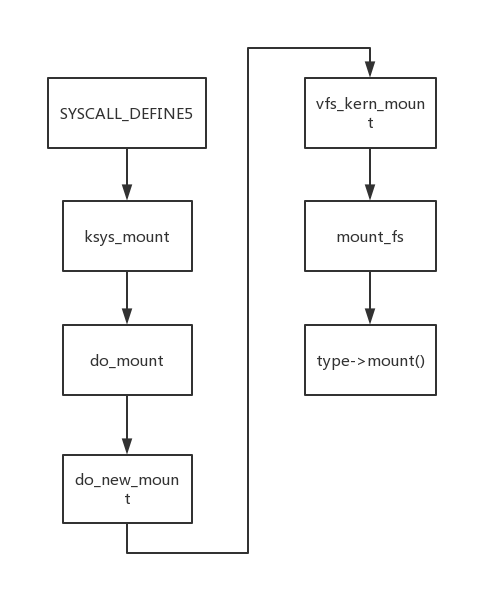 SYSCALL_DEFINE5
ksys_mount
do_mount
do_new_moun
t
vfs_kern_moun
t
mount_fs
type->mount()